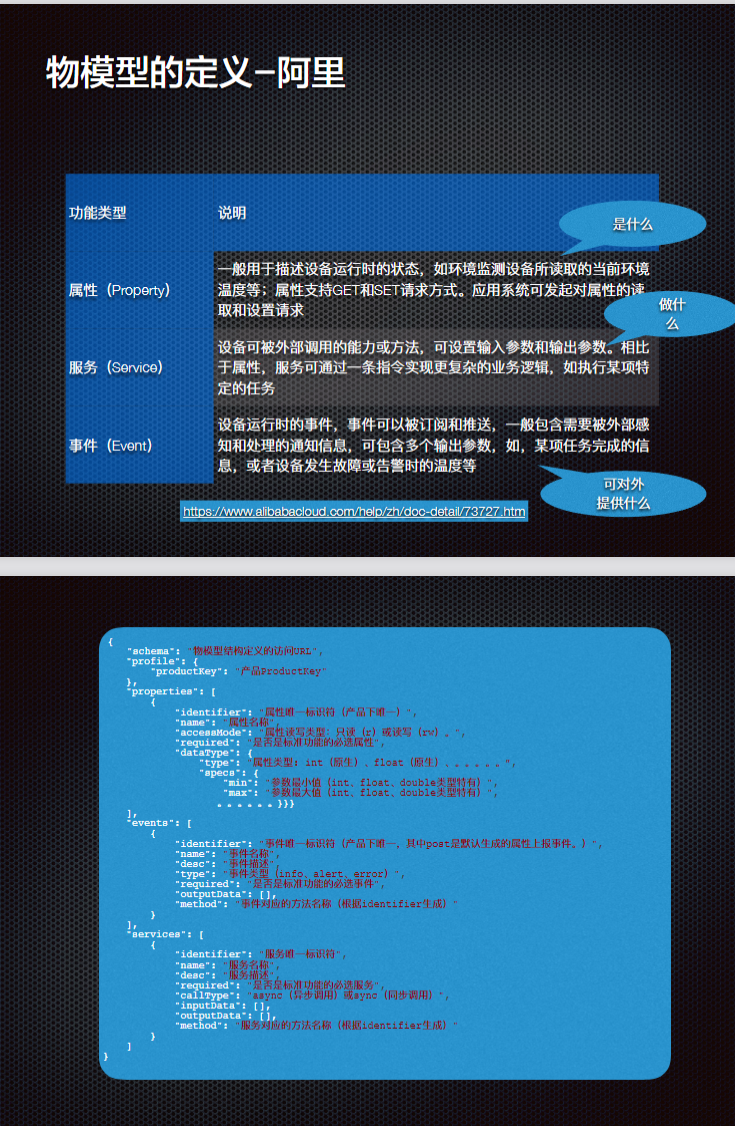 物模型的定义-阿里
功能类型
说明
是什么
属性（Property）
一般用于描述设备运行时的状态，如环境监测设备所读取的当前环境
温度等；属性支持GET和SET请求方式。应用系统可发起对属性的读
取和设置请求
做什
么
服务（Service）
设备可被外部调用的能力或方法，可设置输入参数和输出参数。相比
于属性，服务可通过一条指令实现更复杂的业务逻辑，如执行某项特
定的任务
事件（Event）
设备运行时的事件，事件可以被订阅和推送，一般包含需要被外部感
知和处理的通知信息，可包含多个输出参数，如，某项任务完成的信
息，或者设备发生故障或告警时的温度等
可对外
提供什么
https://www.alibabacloud.com/help/zh/doc-detail/73727.htm
{
"schema": "物模型结构定义的访问URL",
"profile": {
"productKey": "产品ProductKey"
},
"properties": [
{
"identifier": "属性唯一标识符（产品下唯一）",
"name": "属性名称",
"accessMode": "属性读写类型：只读（r）或读写（rw）。",
"required": "是否是标准功能的必选属性",
"dataType": {
"type": "属性类型: int（原生）、float（原生）、。。。。。。",
"specs": {
"min": "参数最小值（int、float、double类型特有）",
"max": "参数最大值（int、float、double类型特有）",
。。。。。。}}}
],
"events": [
{
"identifier": "事件唯一标识符（产品下唯一，其中post是默认生成的属性上报事件。）",
"name": "事件名称",
"desc": "事件描述",
"type": "事件类型（info、alert、error）",
"required": "是否是标准功能的必选事件",
"outputData": [],
"method": "事件对应的方法名称（根据identifier生成）"
}
],
"services": [
{
"identifier": "服务唯一标识符",
"name": "服务名称",
"desc": "服务描述",
"required": "是否是标准功能的必选服务",
"callType": "async（异步调用）或sync（同步调用）",
"inputData": [],
"outputData": [],
"method": "服务对应的方法名称（根据identifier生成）"
}
]
}